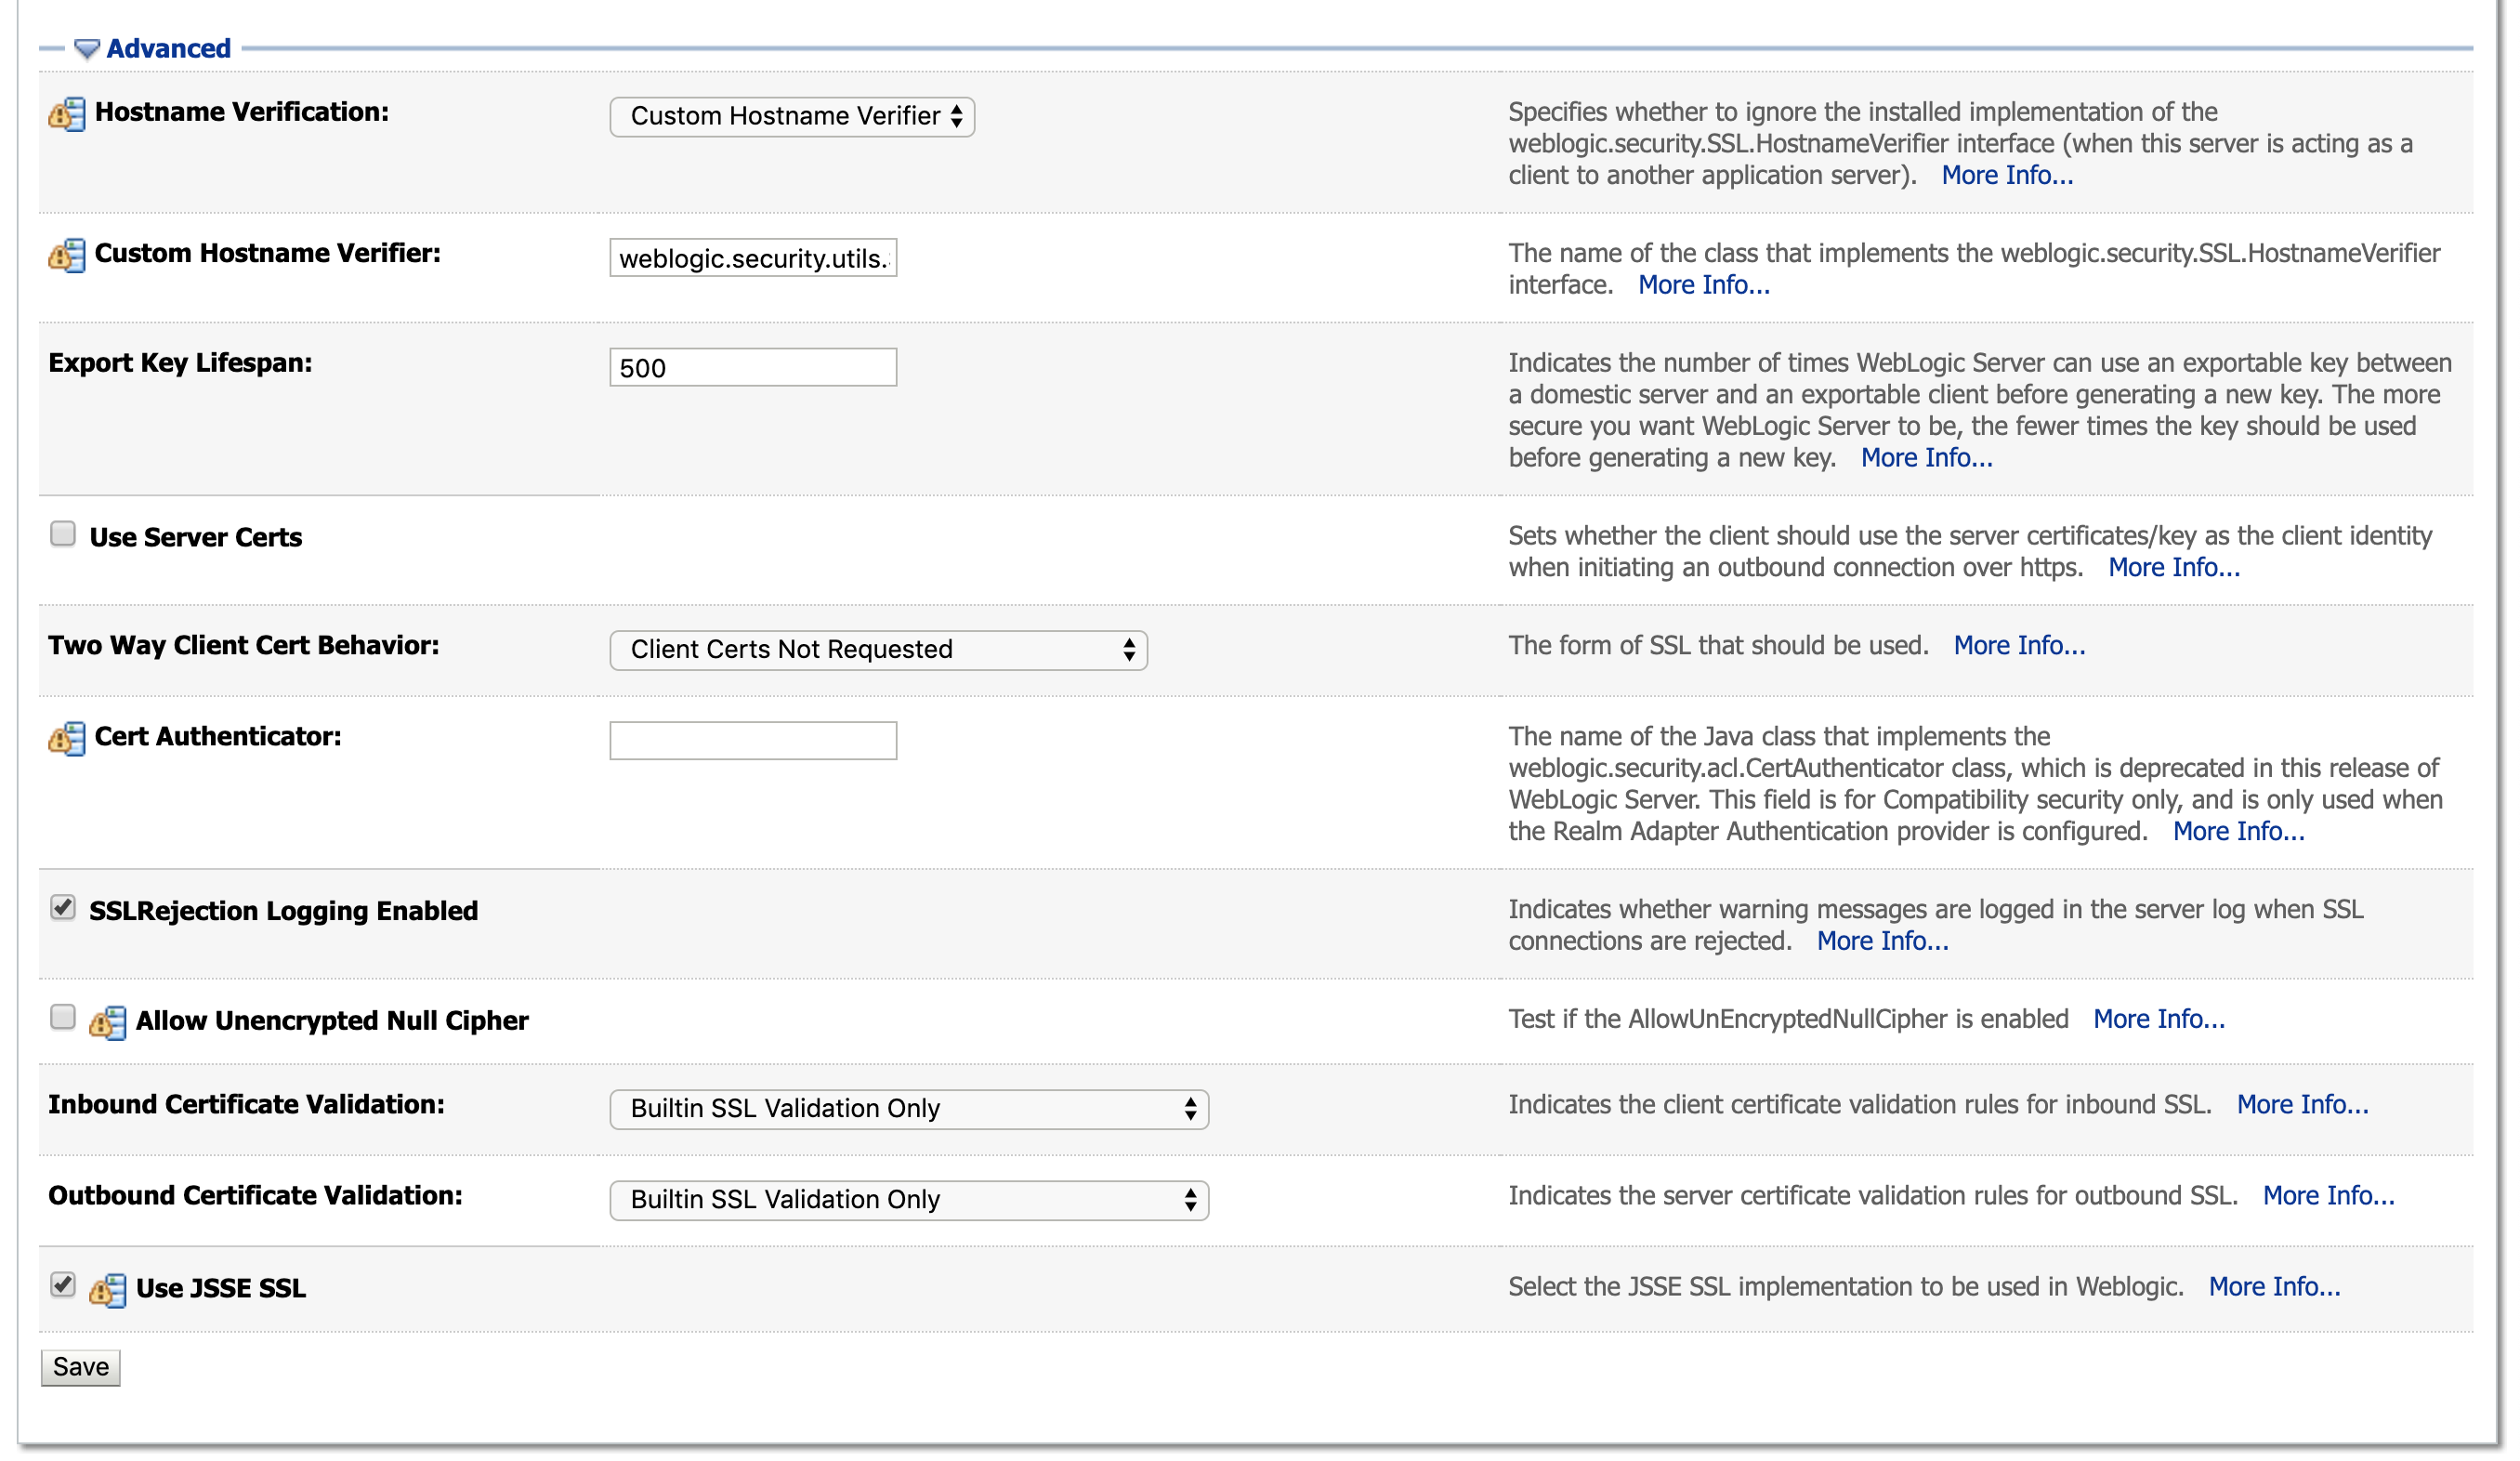 Advanced
Hostname Verification:
Custom Hostname Verifier
Specifies whether to ignore the installed implementation of the
weblogic.security.SSL.HostnameVerifier interface (when this server is acting as a
client to another application server). More Info...
Custom Hostname Verifier:
weblogic.security.utils.
The name of the class that implements the weblogic.security.SSL.HostnameVerifier
interface. More Info...
Export Key Lifespan:
500
Indicates the number of times WebLogic Server can use an exportable key between
a domestic server and an exportable client before generating a new key. The more
secure you want WebLogic Server to be, the fewer times the key should be used
before generating a new key. More Info...
Use Server Certs
Sets whether the client should use the server certificates/key as the client identity
when initiating an outbound connection over https. More Info...
Two Way Client Cert Behavior:
Client Certs Not Requested
The form of SSL that should be used. More Info...
Cert Authenticator:
The name of the Java class that implements the
weblogic.security.acl.CertAuthenticator class, which is deprecated in this release of
WebLogic Server. This field is for Compatibility security only, and is only used when
the Realm Adapter Authentication provider is configured. More Info...
SSLRejection Logging Enabled
Indicates whether warning messages are logged in the server log when SSL
connections are rejected. More Info...
Allow Unencrypted Null Cipher
Test if the AllowUnEncryptedNullCipher is enabled More Info...
Inbound Certificate Validation:
Builtin SSL Validation Only
Indicates the client certificate validation rules for inbound SSL. More Info...
Outbound Certificate Validation:
Builtin SSL Validation Only
Indicates the server certificate validation rules for outbound SSL. More Info...
Use JSSE SSL
Select the JSSE SSL implementation to be used in Weblogic. More Info...
Save